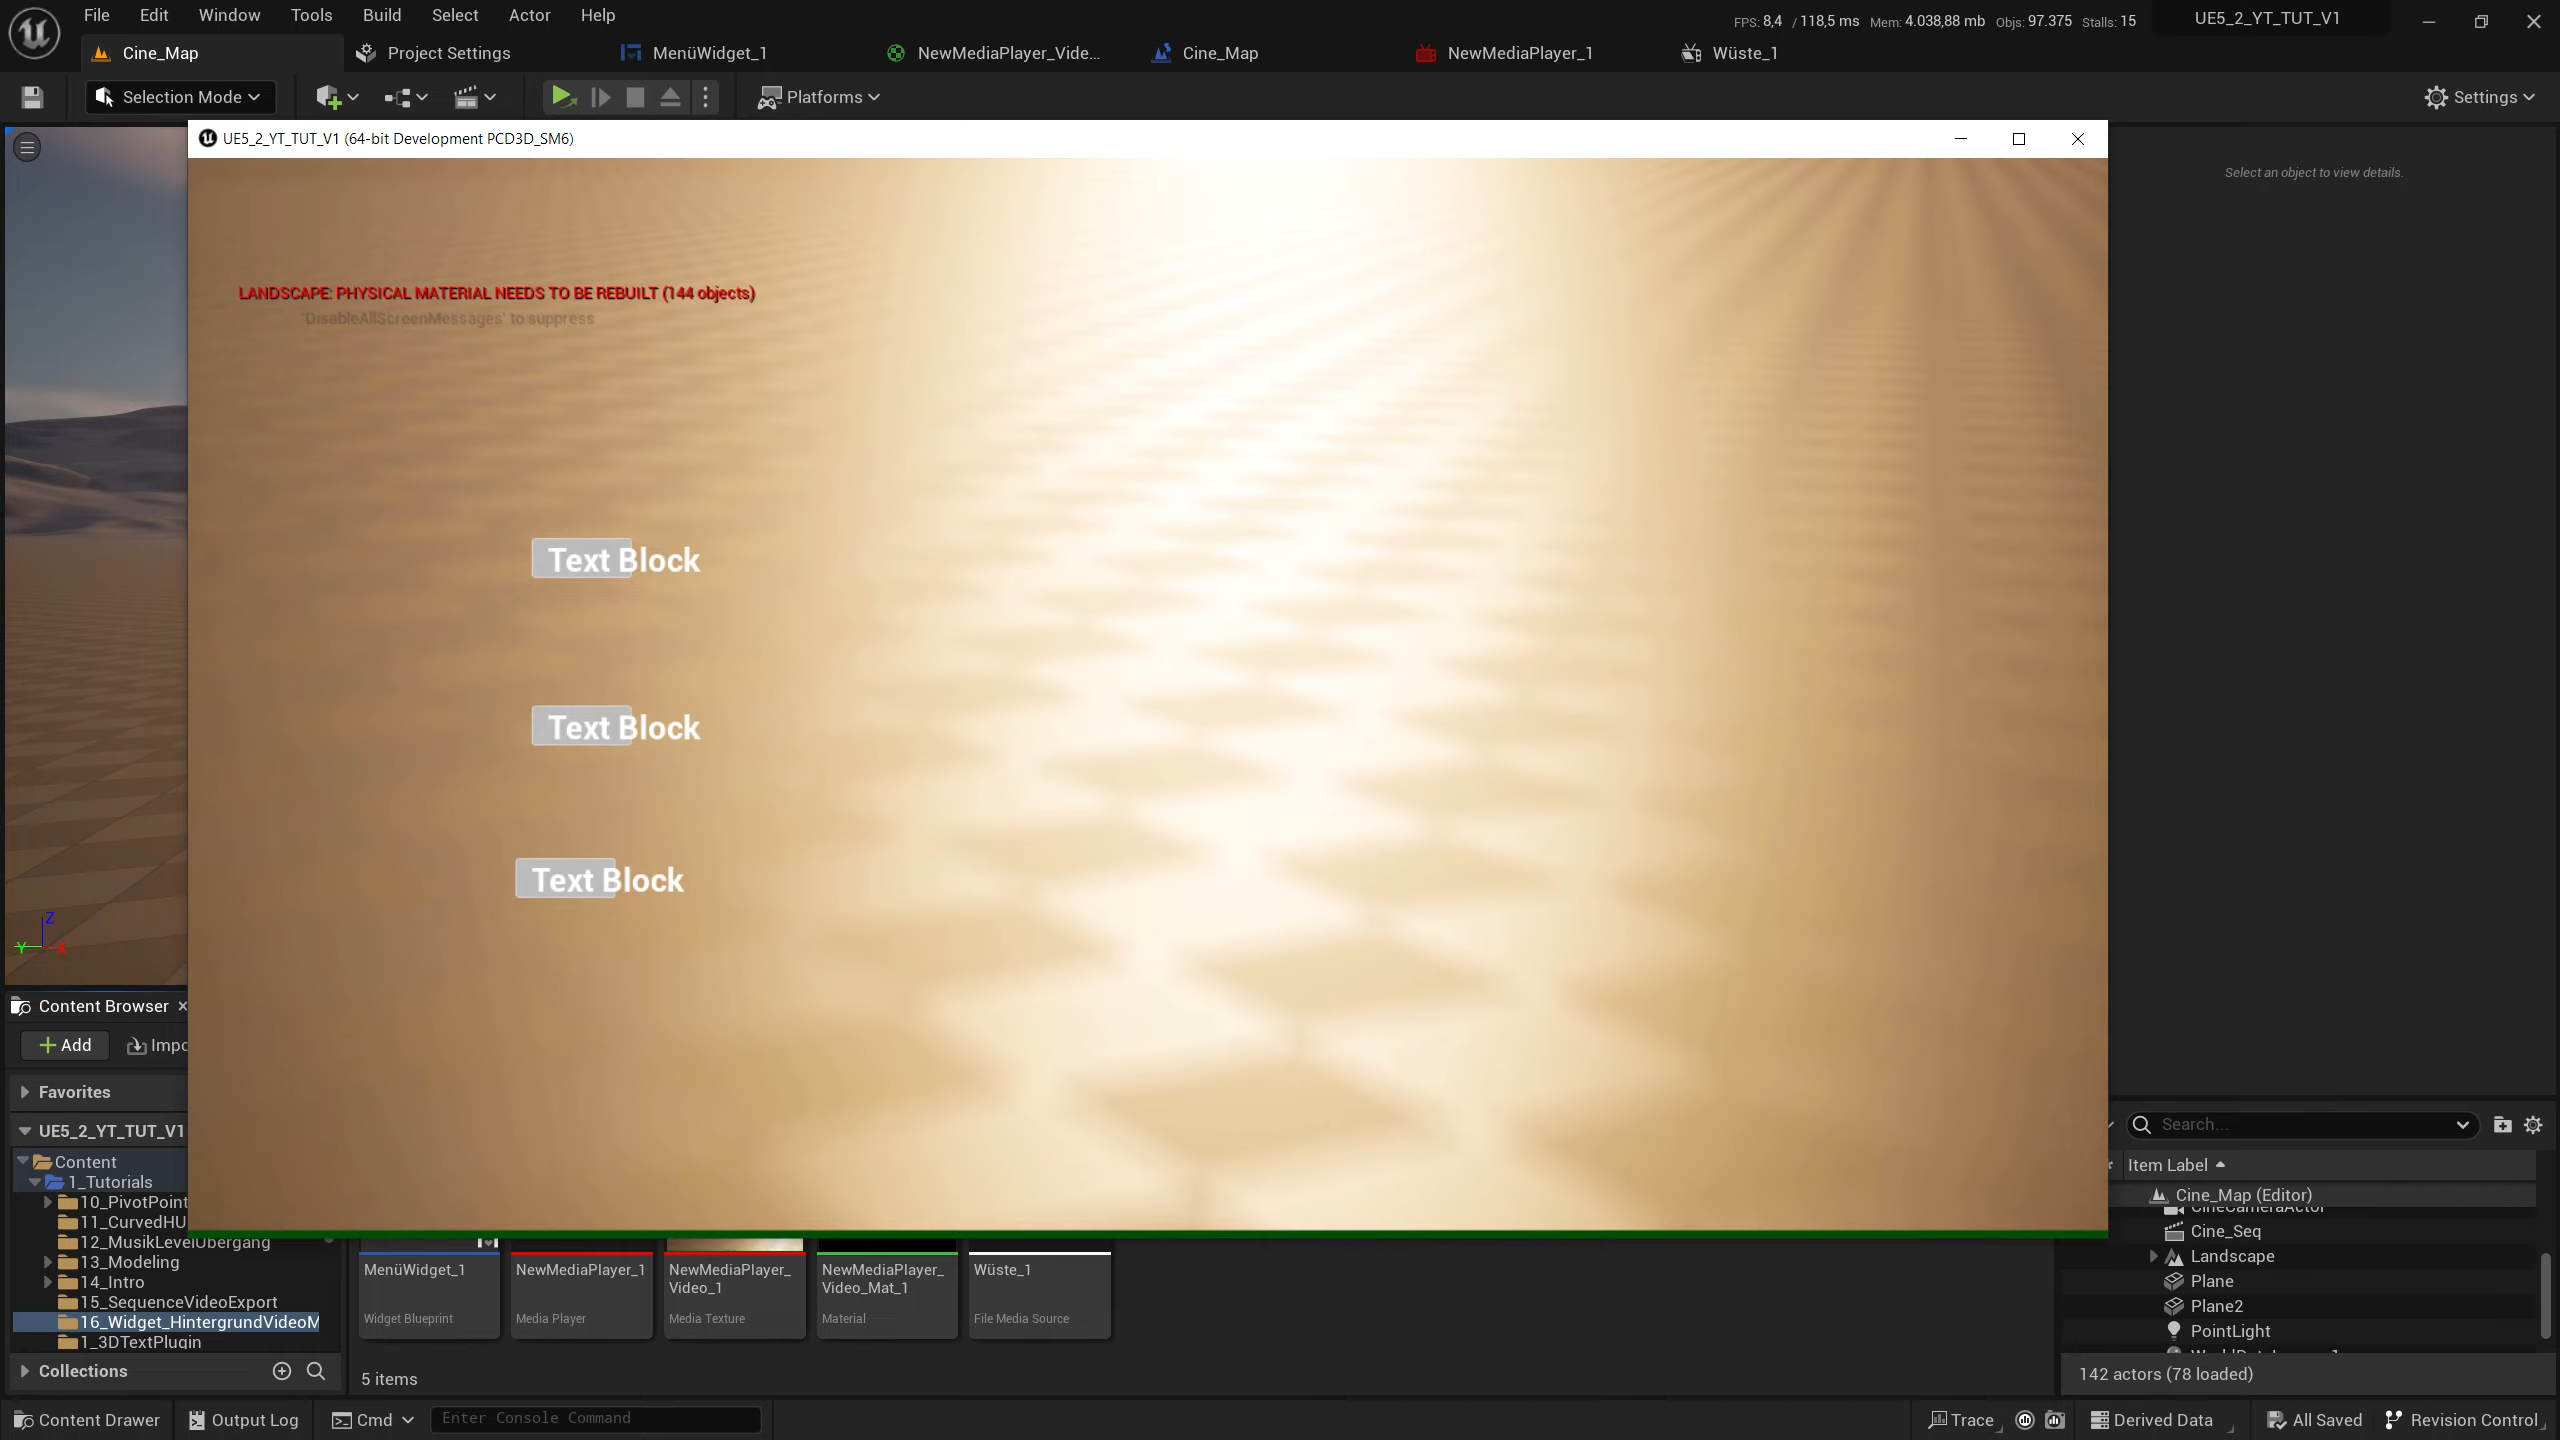 File Edit Window Tools Build Select Actor Help
FPS: 8,4 / 118,5 ms Mem: 4.038,88 mb Objs: 97.375 Stalls: 15
UE5_2_YT_TUT_V1
Cine_Map
Project Settings
MenüWidget_1
NewMediaPlayer_Vide...
Cine_Map
NewMediaPlayer_1
Wüste_1
Selection Mode
Platforms
Settings
UE5_2_YT_TUT_V1 (64-bit Development PCD3D_SM6)
Select an object to view details.
LANDSCAPE: PHYSICAL MATERIAL NEEDS TO BE REBUILT (144 objects)
'DisableAllScreenMessages' to suppress
Text Block
Text Block
Text Block
Z
Y
X
Content Browser
Add
Impo
Favorites
UE5_2_YT_TUT_V1
Content
1_Tutorials
10_PivotPoint
11_CurvedHU
12_MusikLevelÜbergang
13_Modeling
14_Intro
15_SequenceVideoExport
16_Widget_HintergrundVideoM
1_3DTextPlugin
Collections
MenüWidget_1
Widget Blueprint
NewMediaPlayer_1
Media Player
NewMediaPlayer_
Video_1
Media Texture
NewMediaPlayer_
Video_Mat_1
Material
Wüste_1
File Media Source
5 items
Search...
Item Label
Cine_Map (Editor)
CineCameraActor
Cine_Seq
Landscape
Plane
Plane2
PointLight
142 actors (78 loaded)
Content Drawer
Output Log
Cmd
Enter Console Command
Trace
Derived Data
All Saved
Revision Control